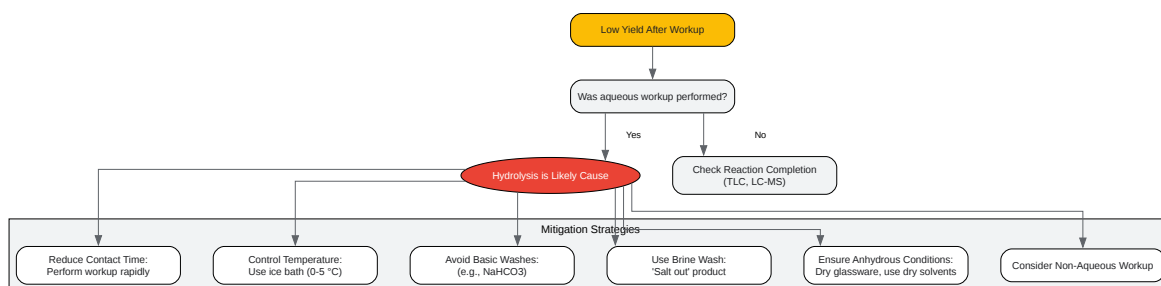 Low Yield After Workup
Was aqueous workup performed?
Yes
No
Hydrolysis is Likely Cause
Check Reaction Completion
(TLC, LC-MS)
Mitigation Strategies
Reduce Contact Time:
Perform workup rapidly
Control Temperature:
Use ice bath (0-5 °C)
Avoid Basic Washes:
(e.g., NaHCO3)
Use Brine Wash:
'Salt out' product
Ensure Anhydrous Conditions:
Dry glassware, use dry solvents
Consider Non-Aqueous Workup